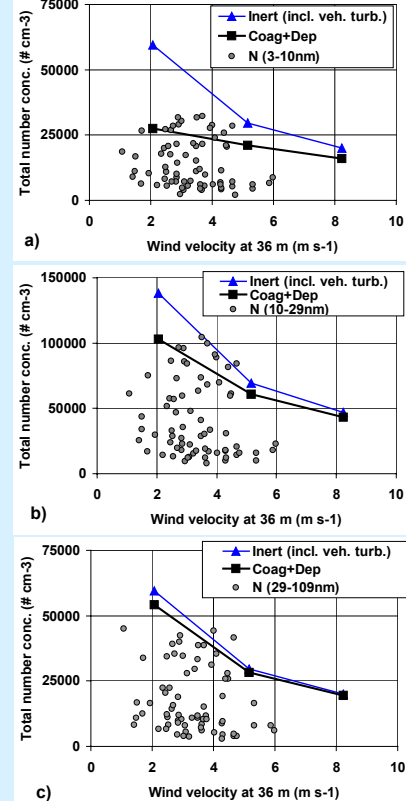 Total number conc. (# cm-3)
75000
50000
25000
0
Inert (incl. veh. turb.)
Coag+Dep
N (3-10nm)
0 2 4 6 8 10
a)
Wind velocity at 36 m (m s-1)
Total number conc. (# cm-3)
150000
100000
50000
0
Inert (incl. veh. turb.)
Coag+Dep
N (10-29nm)
0 2 4 6 8 10
b)
Wind velocity at 36 m (m s-1)
Total number conc. (# cm-3)
75000
50000
25000
0
Inert (incl. veh. turb.)
Coag+Dep
N (29-109nm)
0 2 4 6 8 10
c)
Wind velocity at 36 m (m s-1)